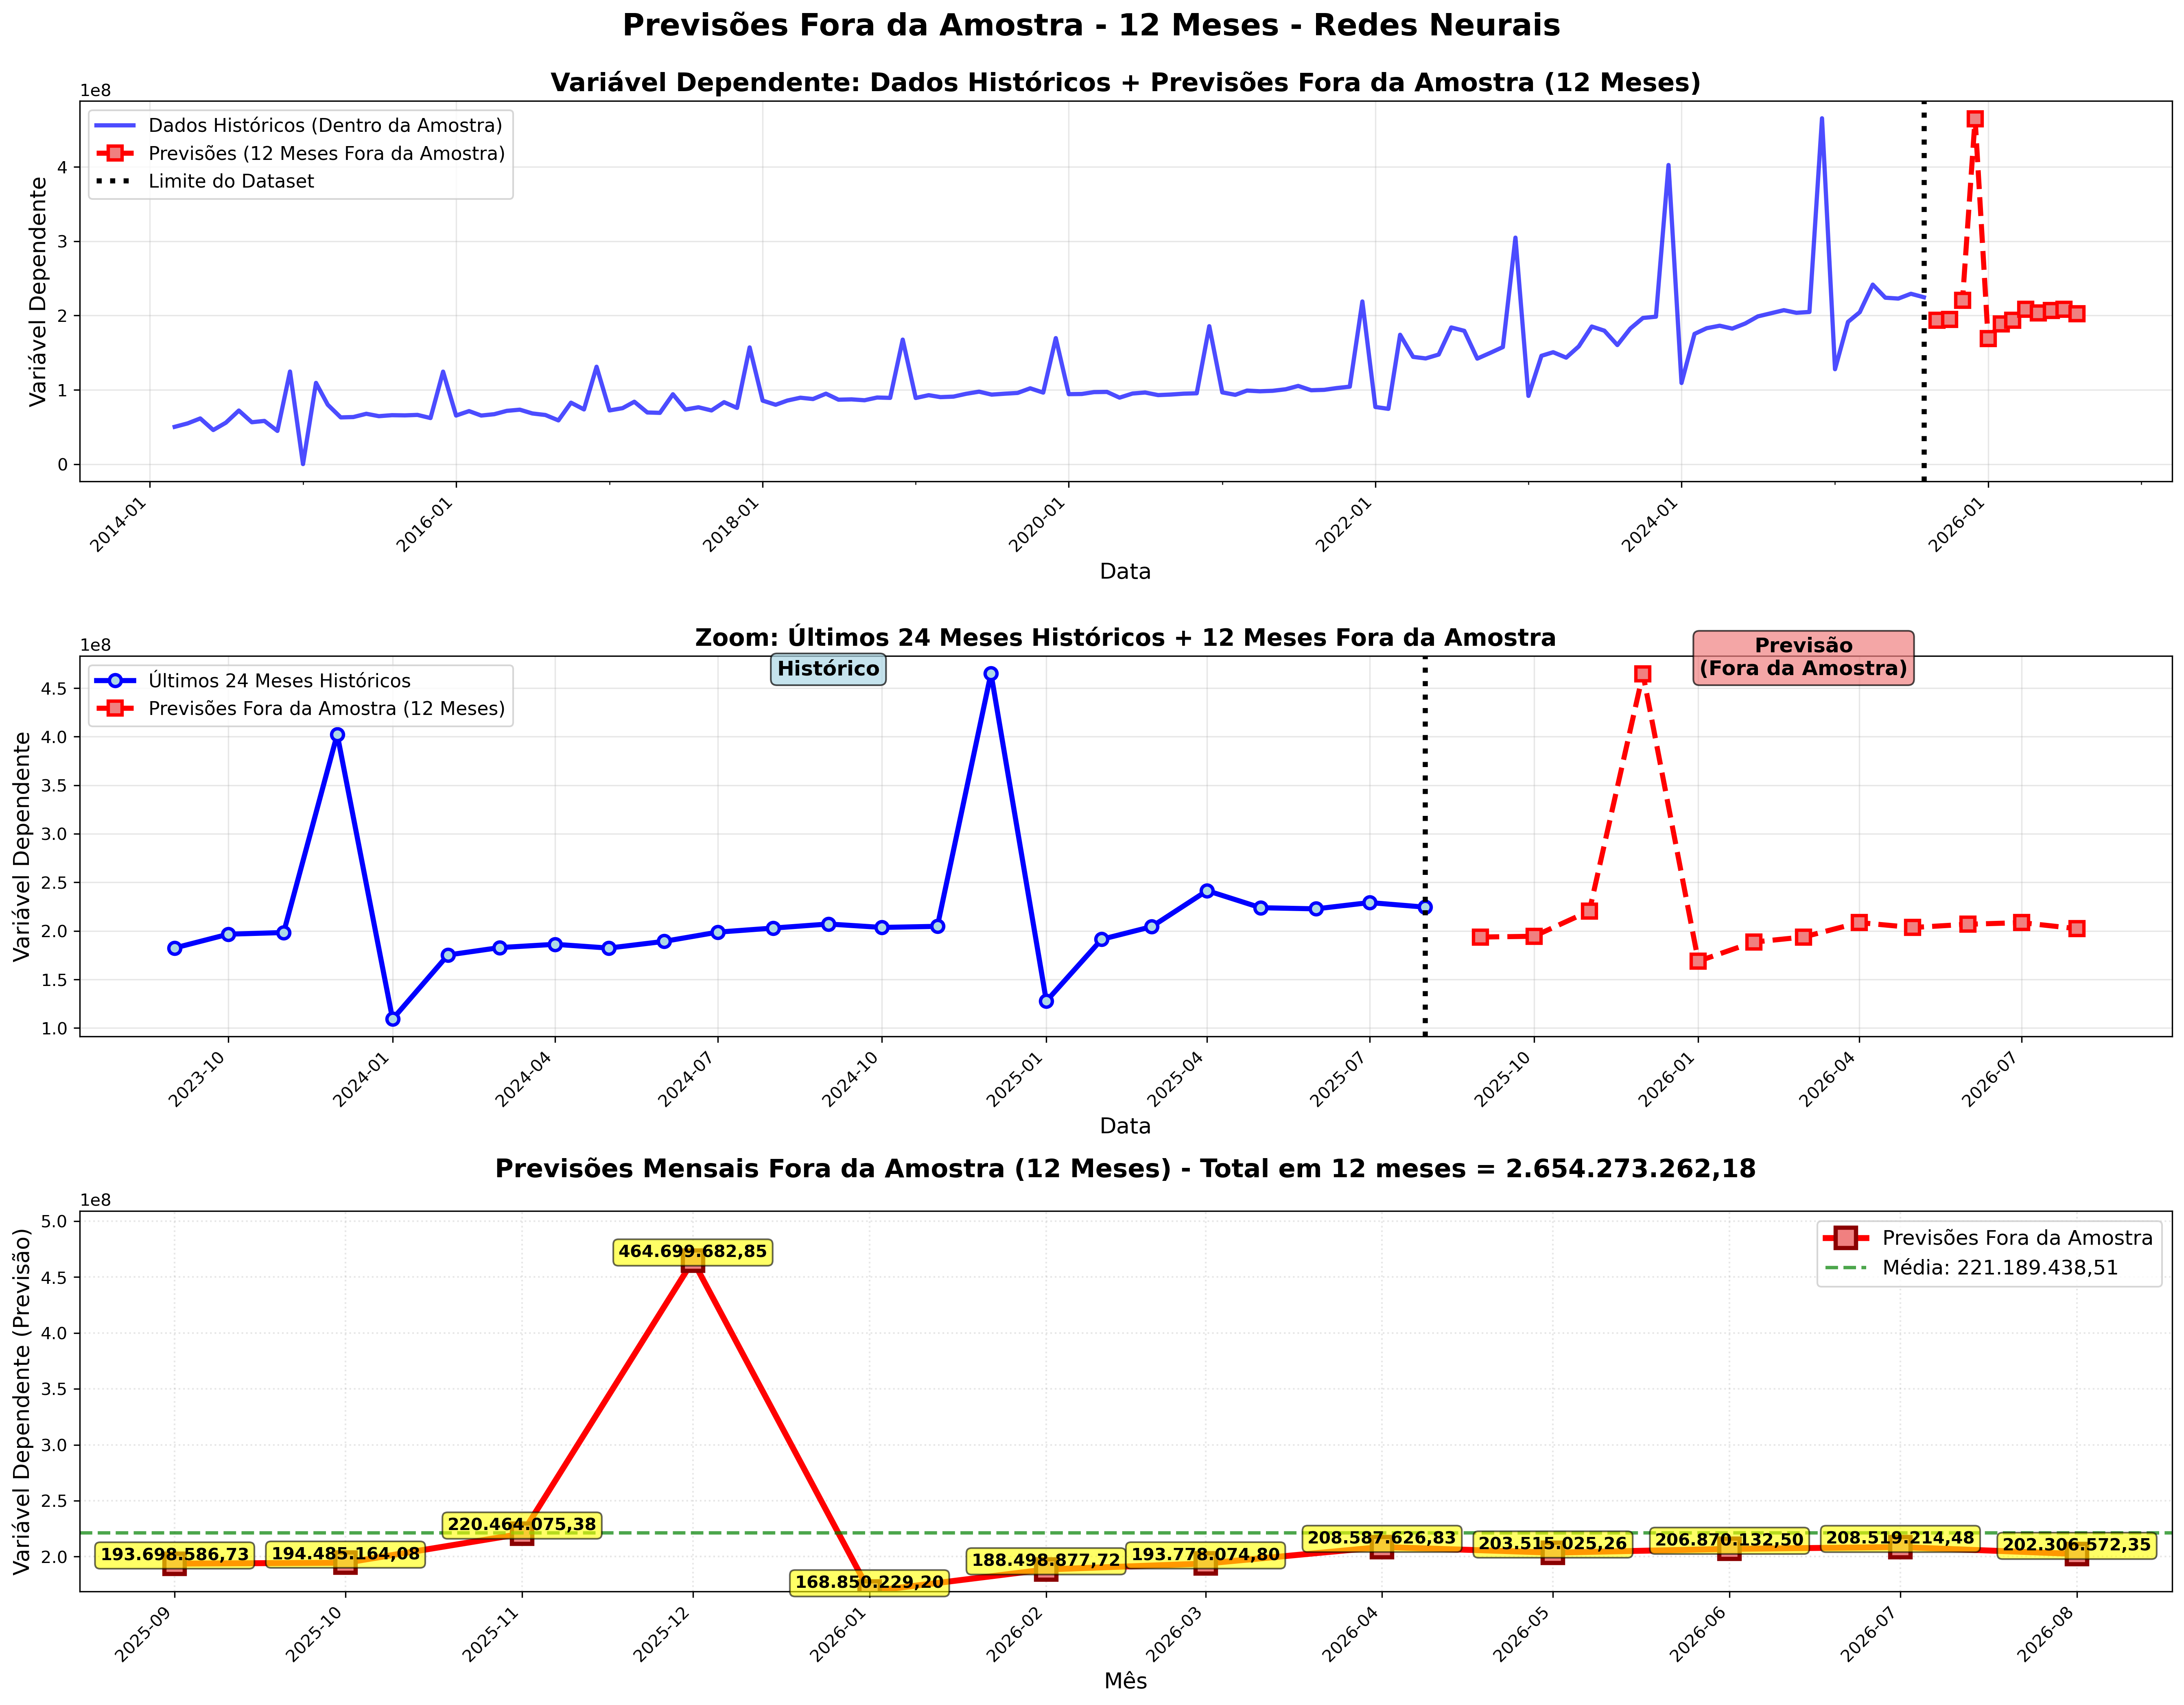 Previsões Fora da Amostra - 12 Meses - Redes Neurais
Variável Dependente: Dados Históricos + Previsões Fora da Amostra (12 Meses)
1e8
Dados Históricos (Dentro da Amostra)
Previsões (12 Meses Fora da Amostra)
Limite do Dataset
Variável Dependente
4
3
2
1
0
2014-01
2016-01
2018-01
2020-01
2022-01
2024-01
2026-01
Data
Zoom: Últimos 24 Meses Históricos + 12 Meses Fora da Amostra
1e8
Últimos 24 Meses Históricos
Previsões Fora da Amostra (12 Meses)
Histórico
Previsão
(Fora da Amostra)
Variável Dependente
4.5
4.0
3.5
3.0
2.5
2.0
1.5
1.0
2023-10
2024-01
2024-04
2024-07
2024-10
2025-01
2025-04
2025-07
2025-10
2026-01
2026-04
2026-07
Data
Previsões Mensais Fora da Amostra (12 Meses) - Total em 12 meses = 2.654.273.262,18
1e8
Previsões Fora da Amostra
Média: 221.189.438,51
Variável Dependente (Previsão)
5.0
4.5
4.0
3.5
3.0
2.5
2.0
193.698.586,73
194.485.164,08
220.464.075,38
464.699.682,85
168.850.229,20
188.498.877,72
193.778.074,80
208.587.626,83
203.515.025,26
206.870.132,50
208.519.214,48
202.306.572,35
2025-09
2025-10
2025-11
2025-12
2026-01
2026-02
2026-03
2026-04
2026-05
2026-06
2026-07
2026-08
Mês